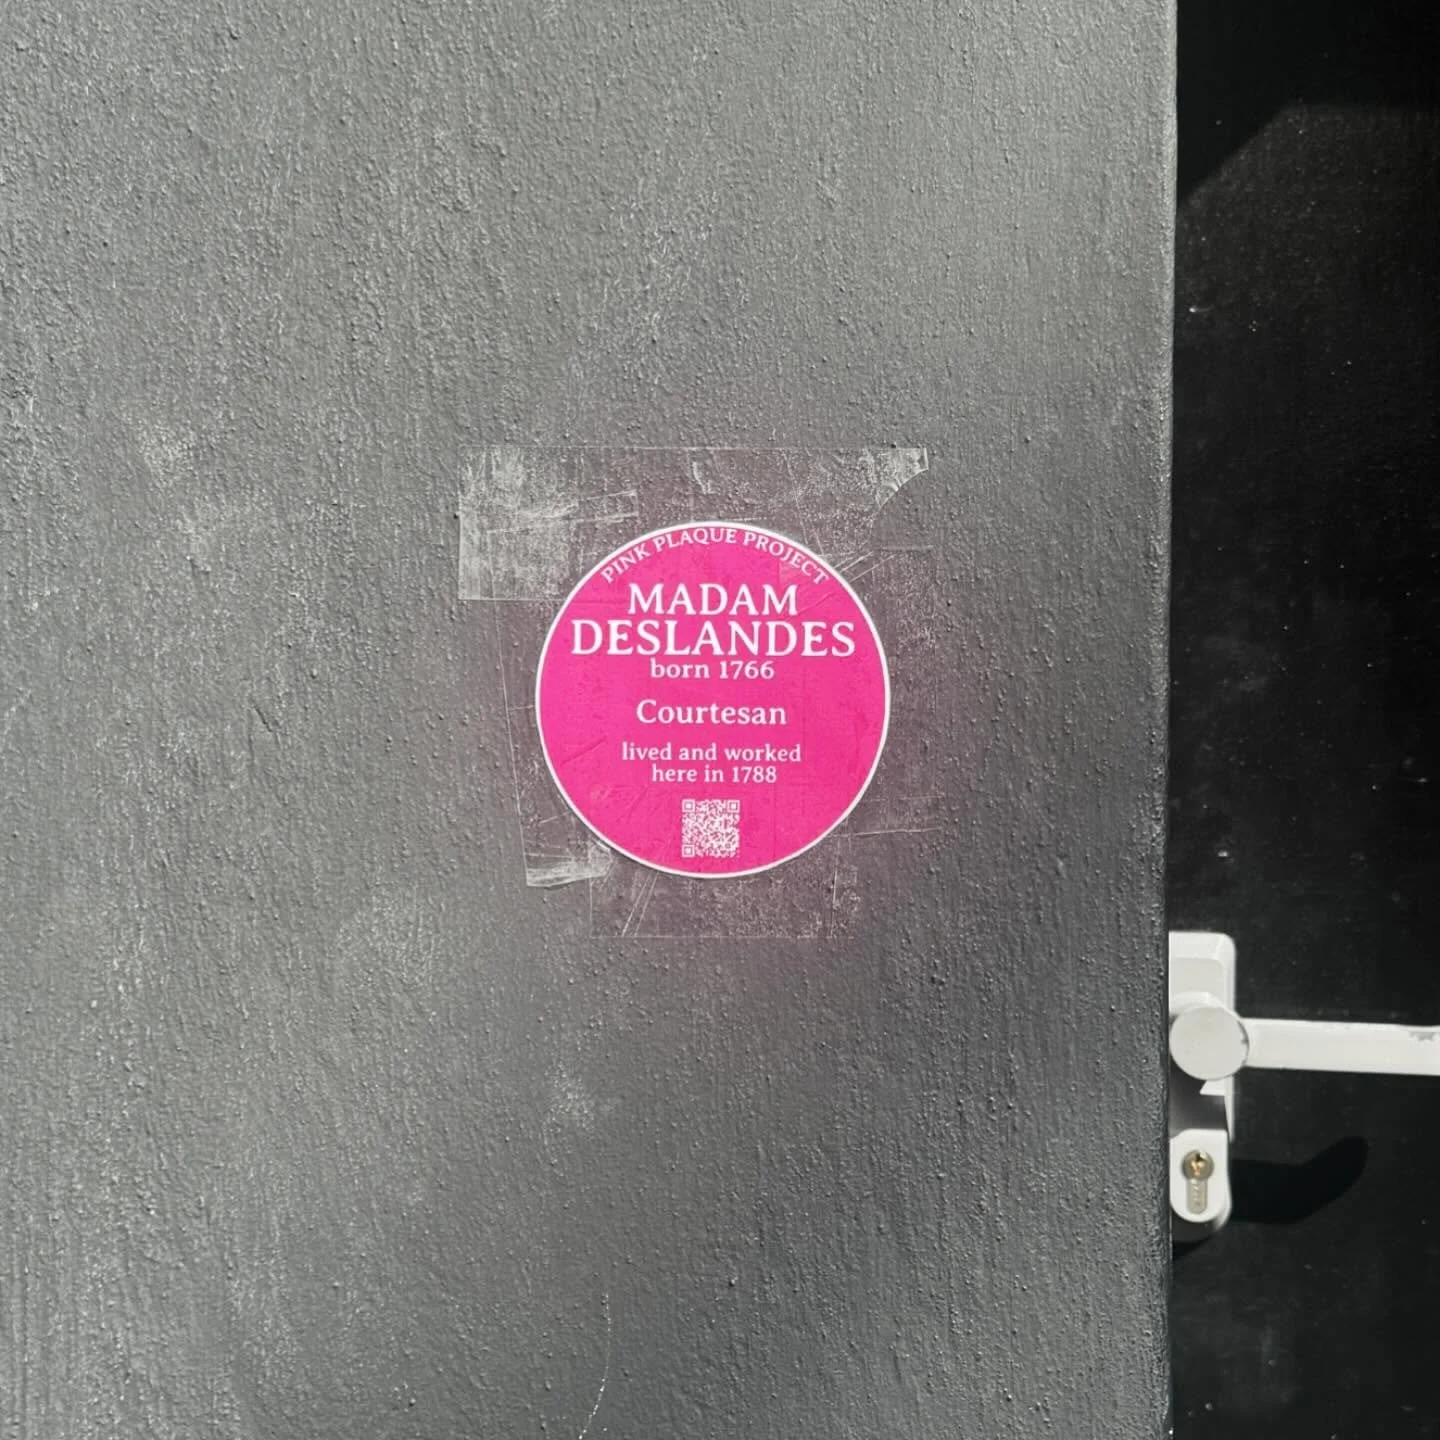 PINK PLAQUE PROJECT
MADAM
DESLANDES
born 1766
Courtesan
lived and worked
here in 1788